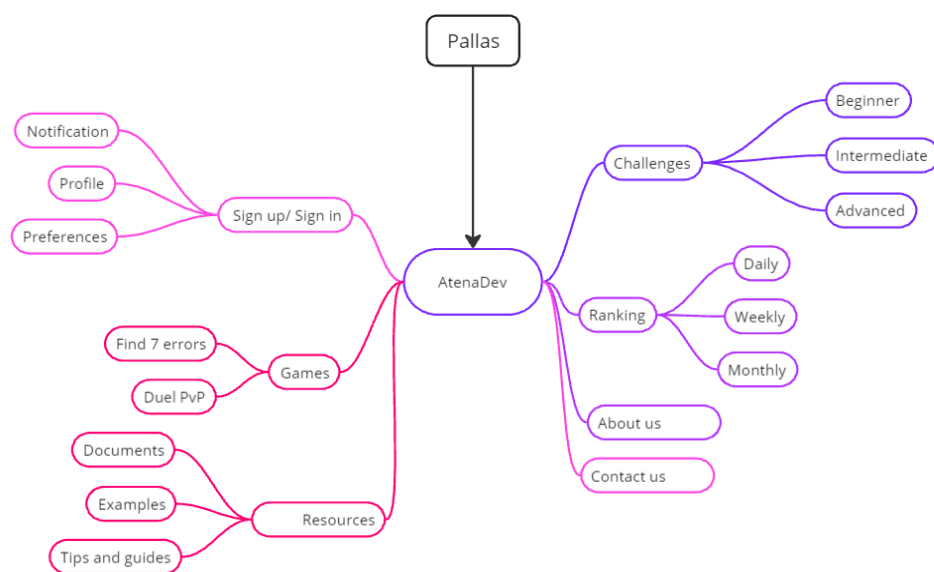 Pallas
AtenaDev
Sign up/ Sign in
Notification
Profile
Preferences
Games
Find 7 errors
Duel PvP
Resources
Documents
Examples
Tips and guides
Challenges
Beginner
Intermediate
Advanced
Ranking
Daily
Weekly
Monthly
About us
Contact us